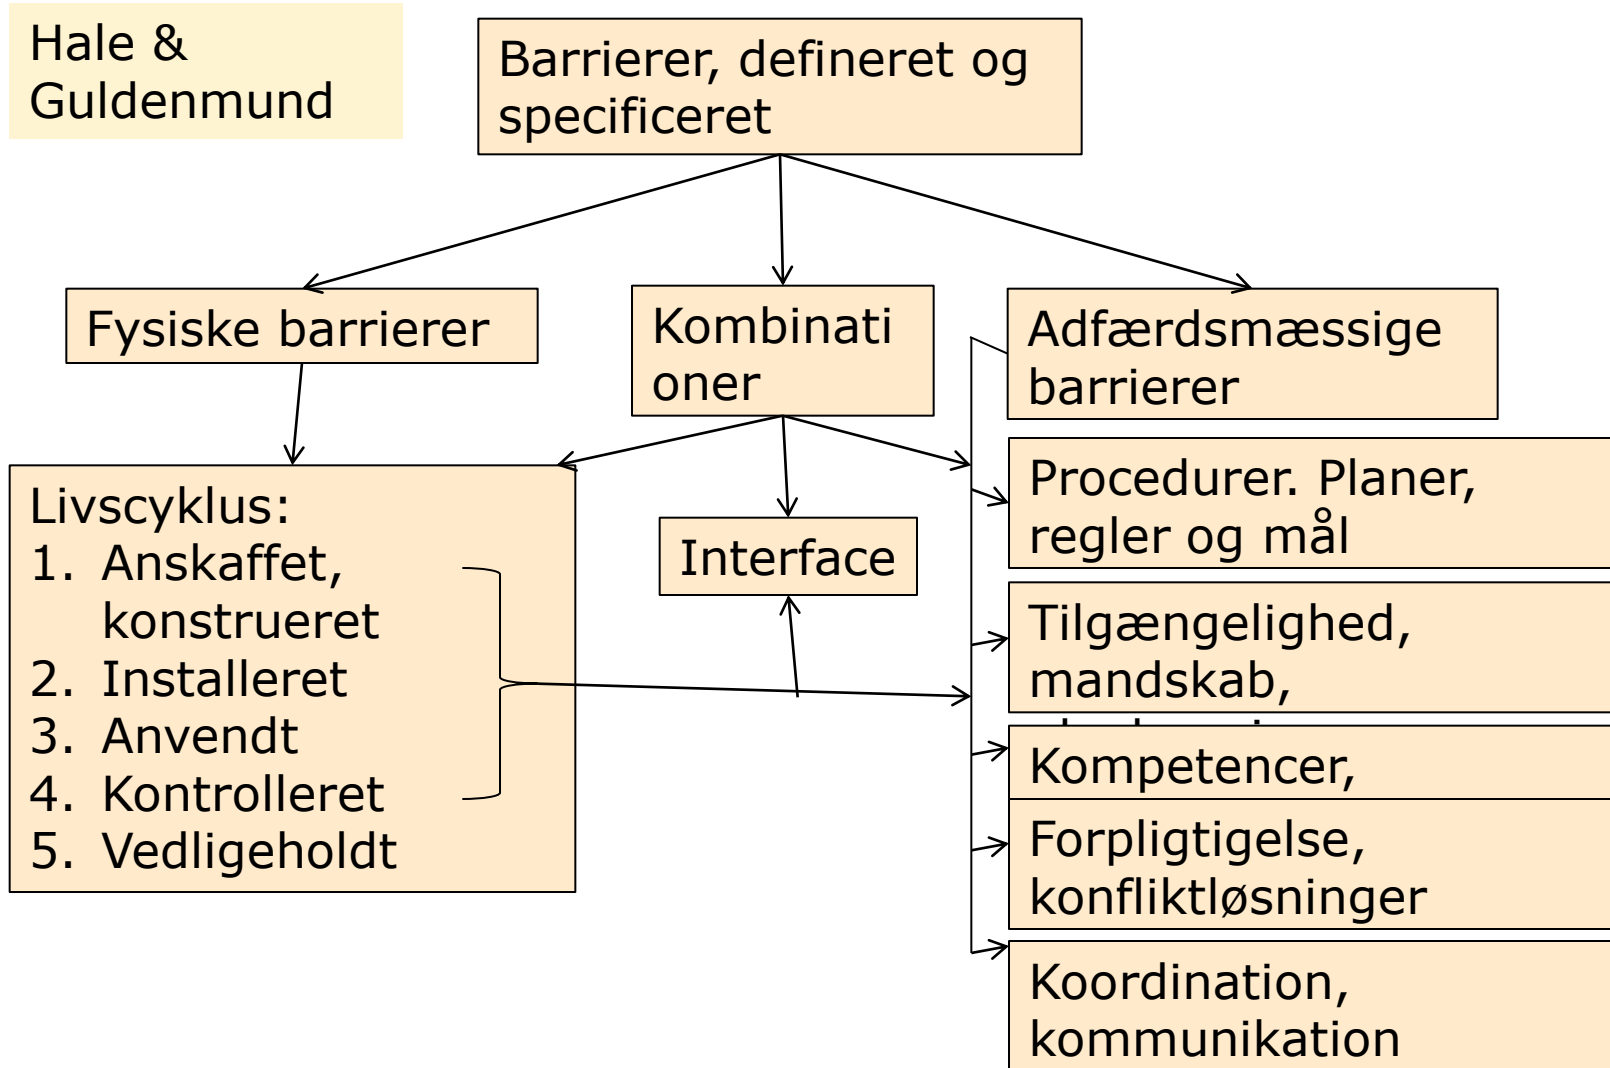 Hale &
Guldenmund
Barrierer, defineret og
specificeret
Fysiske barrierer
Kombinati
oner
Adfærdsmæssige
barrierer
Livscyklus:
1. Anskaffet,
konstrueret
2. Installeret
3. Anvendt
4. Kontrolleret
5. Vedligeholdt
Interface
Procedurer. Planer,
regler og mål
Tilgængelighed,
mandskab,
Kompetencer,
Forpligtigelse,
konfliktløsninger
Koordination,
kommunikation